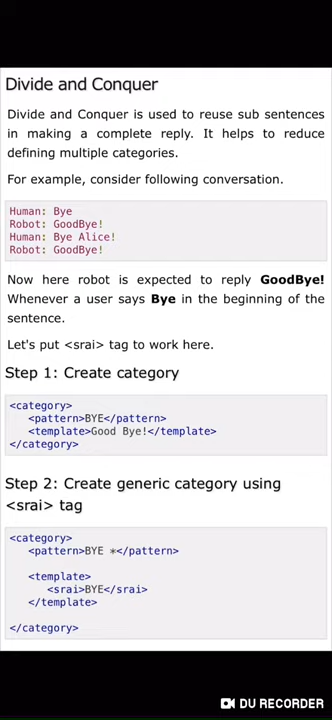 Divide and Conquer
Divide and Conquer is used to reuse sub sentences
in making a complete reply. It helps to reduce
defining multiple categories.
For example, consider following conversation.
Human: Bye
Robot: GoodBye!
Human: Bye Alice!
Robot: GoodBye!
Now here robot is expected to reply GoodBye!
Whenever a user says Bye in the beginning of the
sentence.
Let's put <srai> tag to work here.
Step 1: Create category
<category>
<pattern>BYE</pattern>
<template>Good Bye!</template>
</category>
Step 2: Create generic category using
<srai> tag
<category>
<pattern>BYE *</pattern>
<template>
<srai>BYE</srai>
</template>
</category>
DU RECORDER